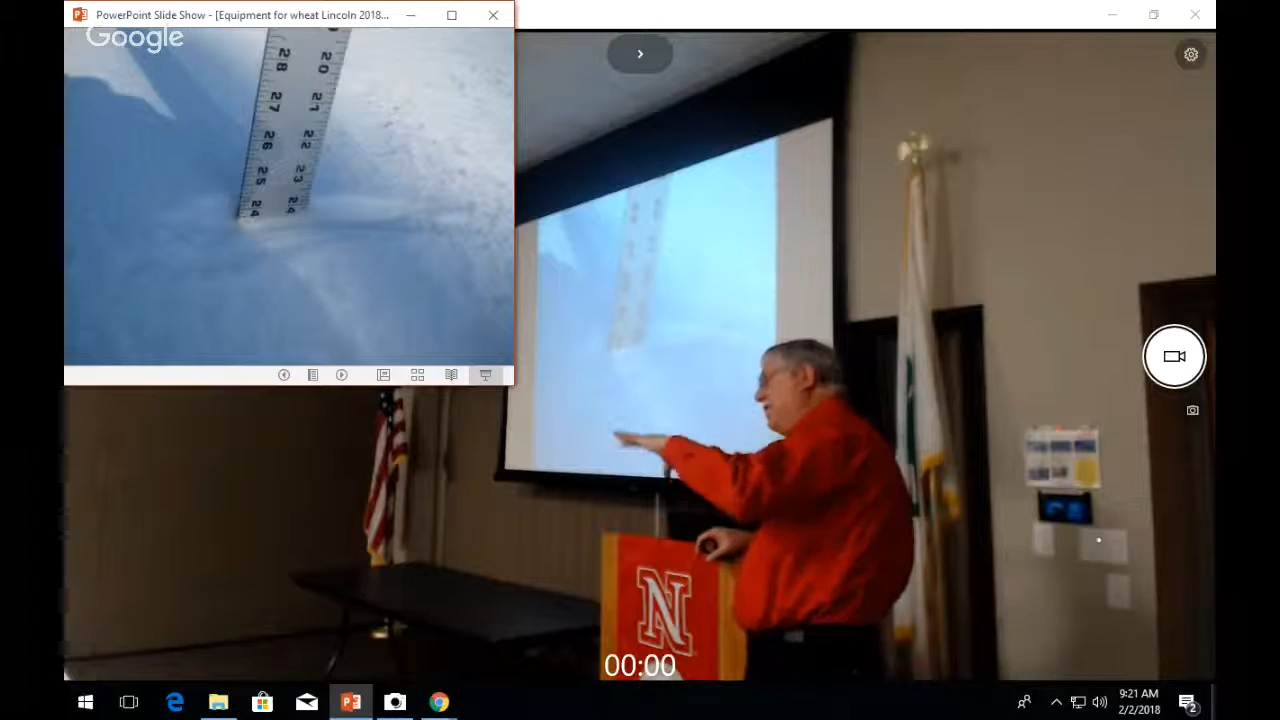 PowerPoint Slide Show - [Equipment for wheat Lincoln 2018...
Google
28 20
27 21
26 22
25 23
24 24
N
00:00
9:21 AM
2/2/2018
2